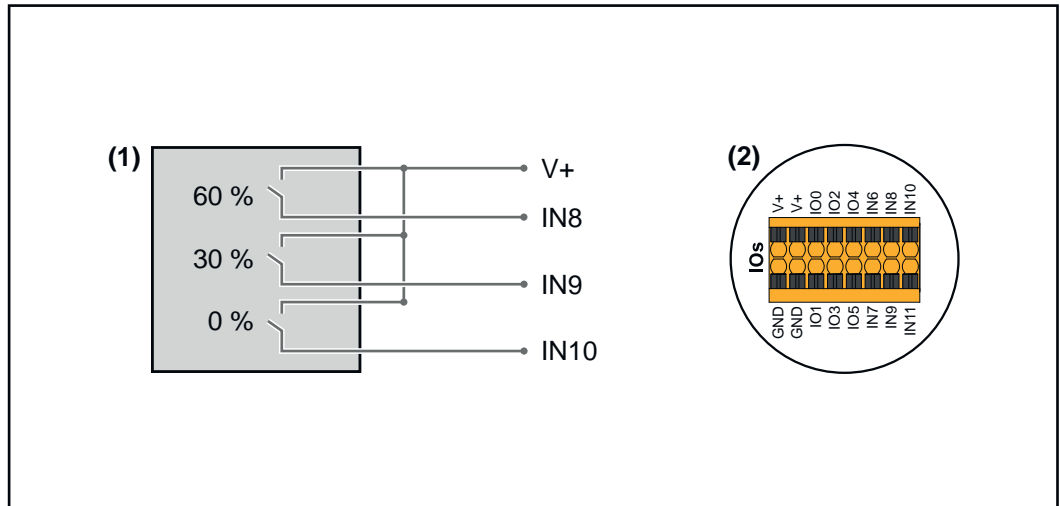 (1)
60 %
30 %
0 %
V+
IN8
IN9
IN10
(2)
V+
V+
IO0
IO2
IO4
IN6
IN8
IN10
IOs
GND
GND
IO1
IO3
IO5
IN7
IN9
IN11